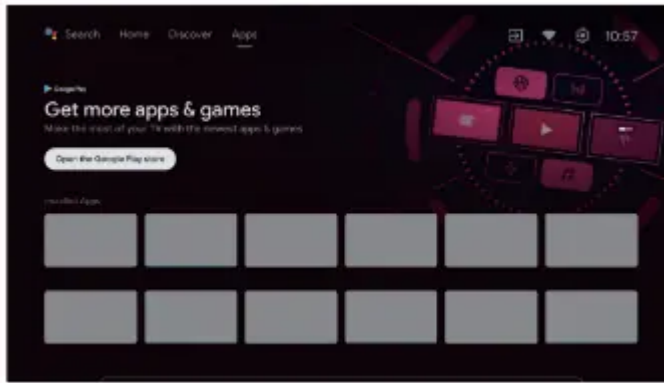 Search Home Discover Apps 10:57
Google Play
Get more apps & games
Make the most of your TV with the newest apps & games
Open the Google Play store
Installed Apps